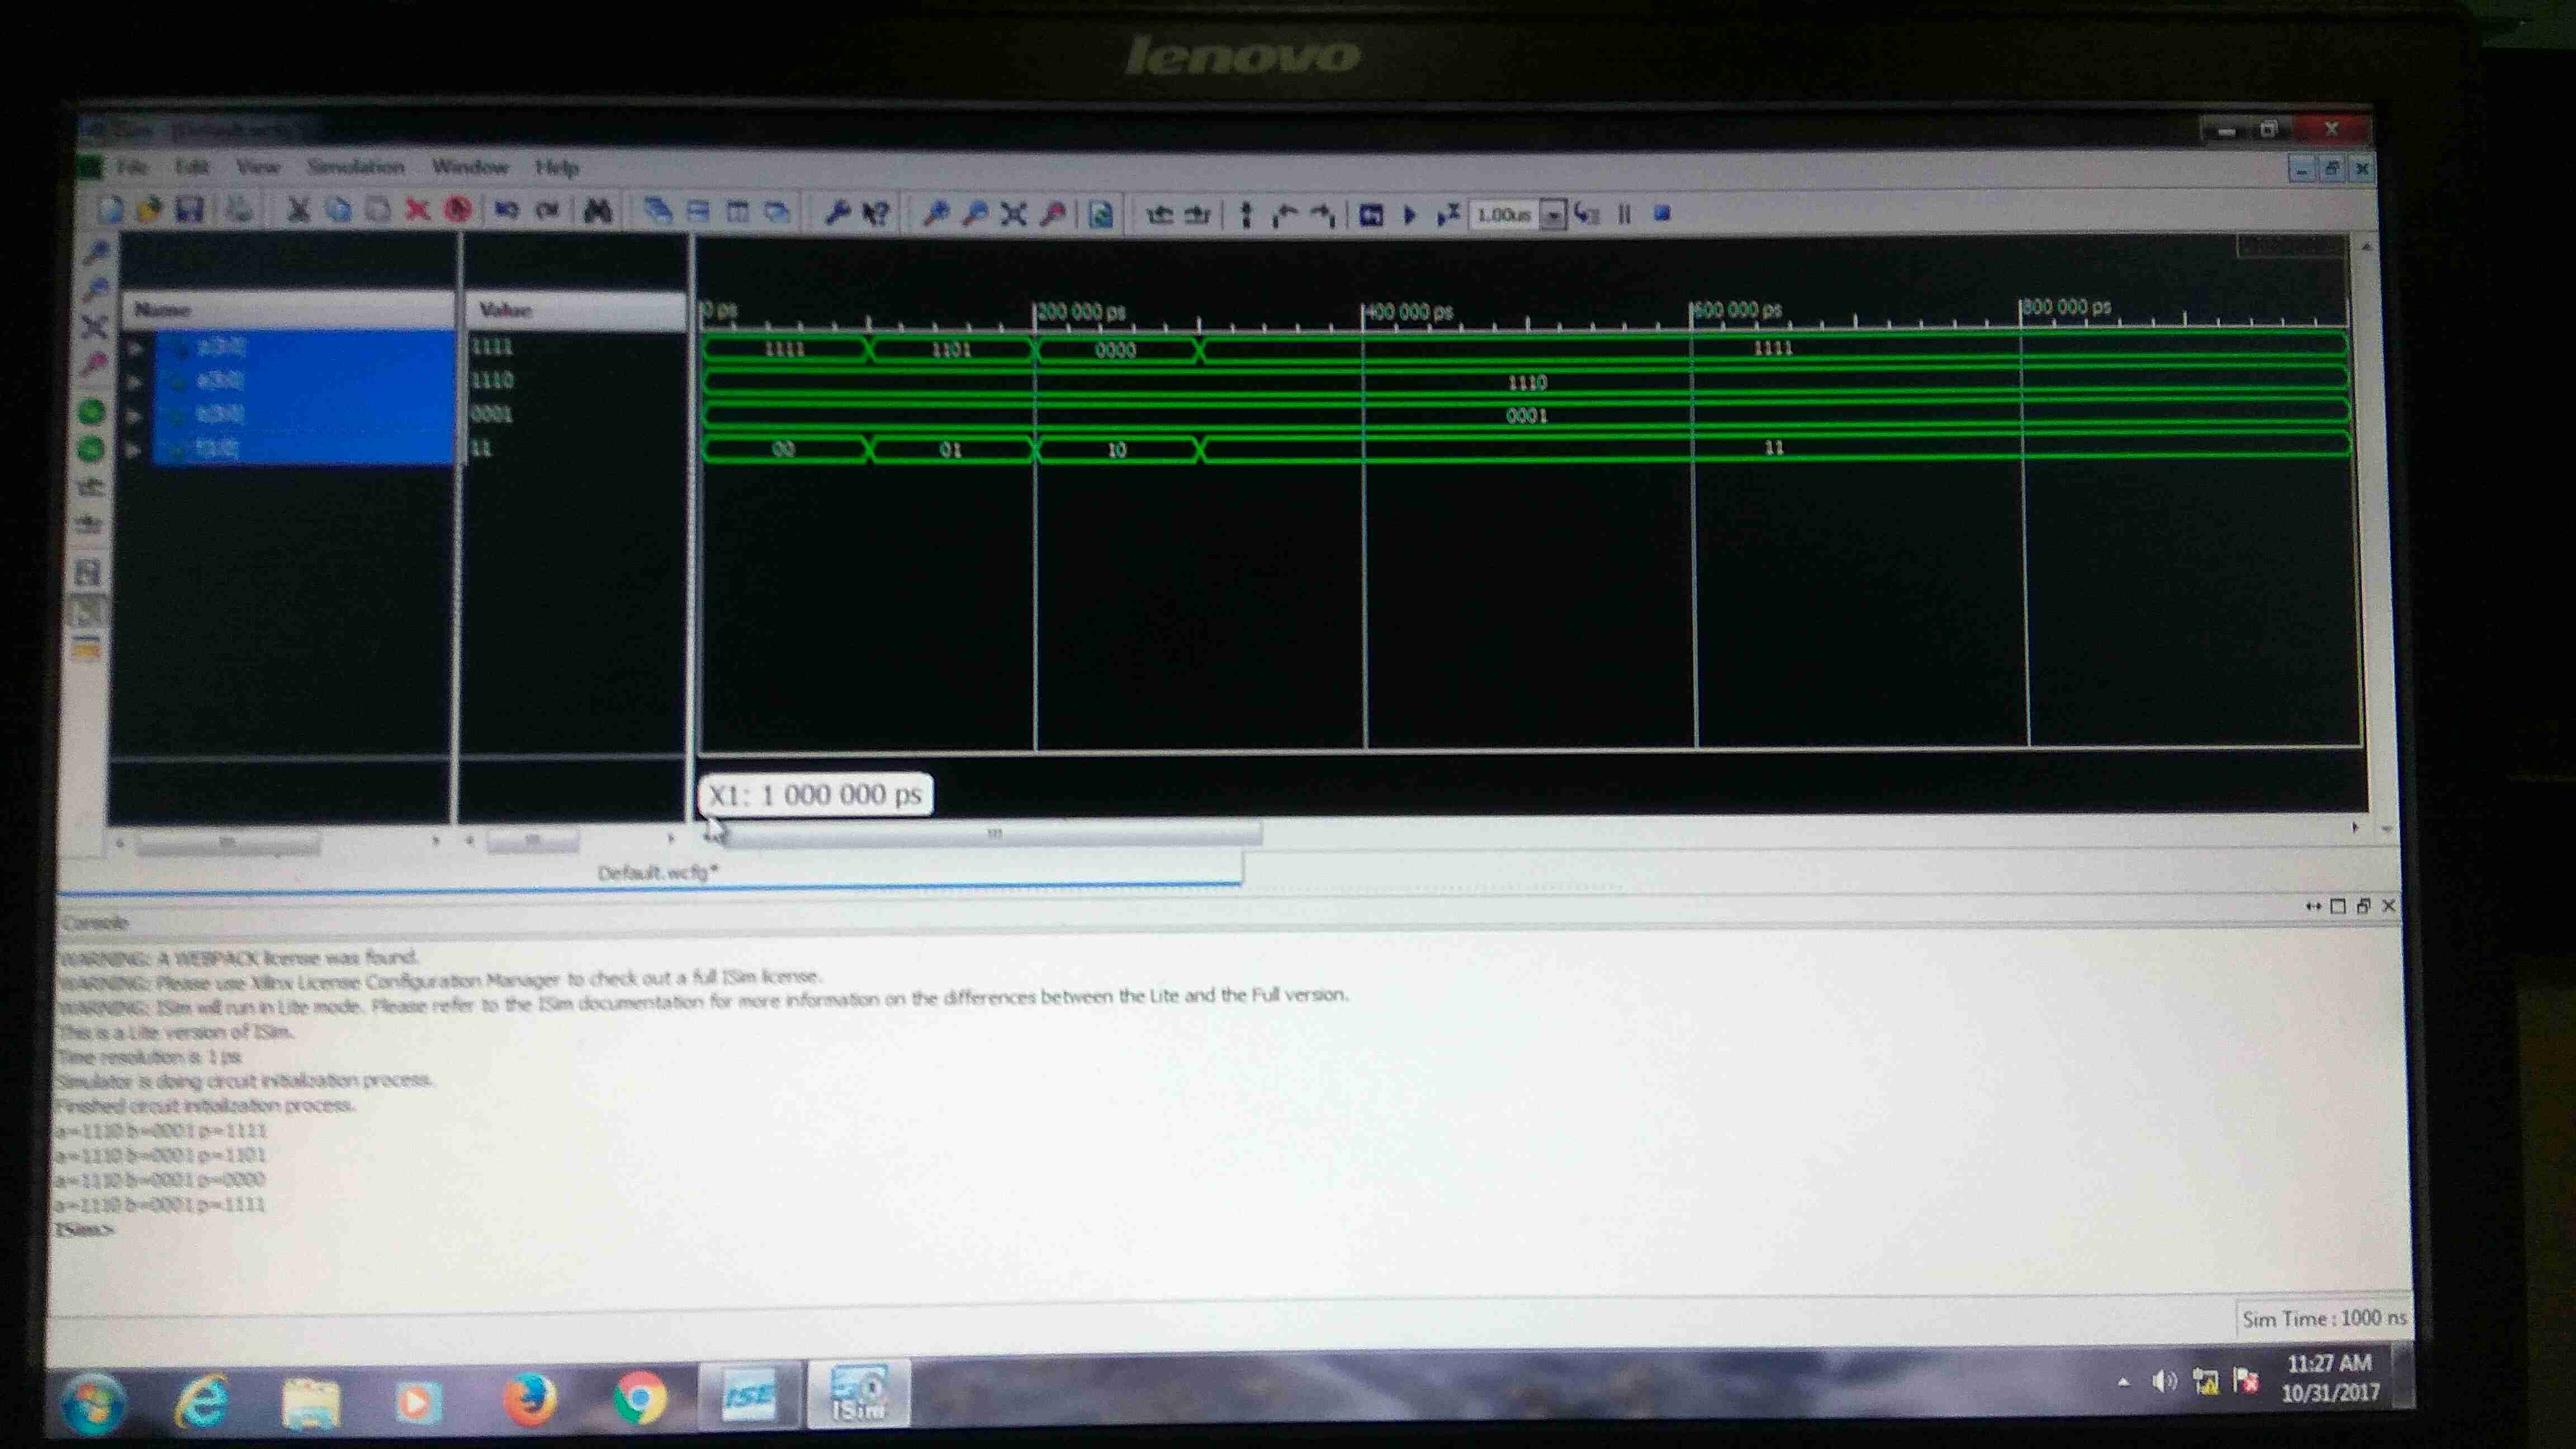 lenovo
File Edit View Simulation Window Help
1.00us
Name Value
0 ps 200 000 ps 400 000 ps 600 000 ps 800 000 ps
1111 1111 1101 0000 1111
1110 1110
0001 0001
11 00 01 10 11
X1: 1 000 000 ps
Default.wcfg*
Console
WARNING: A WEBPACK license was found.
WARNING: Please use Xilinx License Configuration Manager to check out a full ISim license.
WARNING: ISim will run in Lite mode. Please refer to the ISim documentation for more information on the differences between the Lite and the Full version.
This is a Lite version of ISim.
Time resolution is 1 ps
Simulator is doing circuit initialization process.
Finished circuit initialization process.
a=1110 b=0001 p=1111
a=1110 b=0001 p=1101
a=1110 b=0001 p=0000
a=1110 b=0001 p=1111
ISim>
Sim Time : 1000 ns
ISE
ISim
11:27 AM
10/31/2017